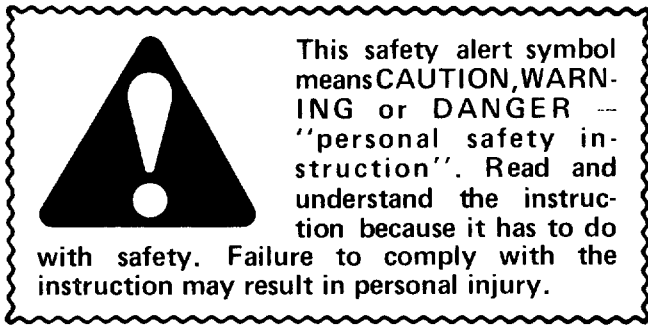 This safety alert symbol
means CAUTION, WARN-
ING or DANGER —
"personal safety in-
struction". Read and
understand the instruc-
tion because it has to do
with safety. Failure to comply with the
instruction may result in personal injury.